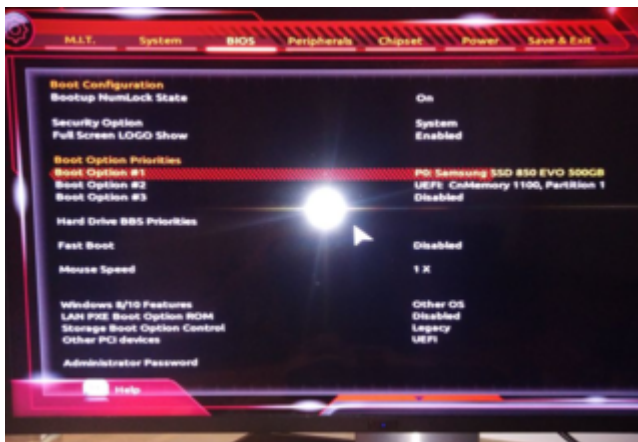 M.I.T. System BIOS Peripherals Chipset Power Save & Exit
Boot Configuration
Bootup NumLock State On
Security Option System
Full Screen LOGO Show Enabled
Boot Option Priorities
Boot Option #1 P0: Samsung SSD 850 EVO 500GB
Boot Option #2 UEFI: CnMemory 1100, Partition 1
Boot Option #3 Disabled
Hard Drive BBS Priorities
Fast Boot Disabled
Mouse Speed 1 X
Windows 8/10 Features Other OS
LAN PXE Boot Option ROM Disabled
Storage Boot Option Control Legacy
Other PCI devices UEFI
Administrator Password
Help